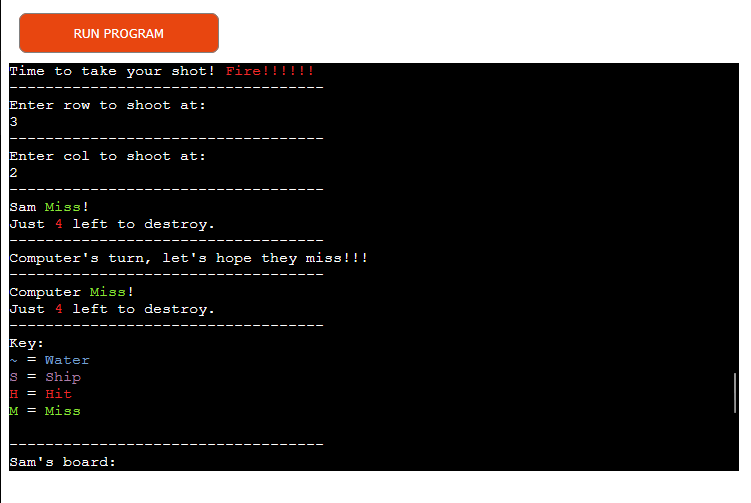 RUN PROGRAM
Time to take your shot! Fire!!!!!!
-----------------------------------
Enter row to shoot at:
3
-----------------------------------
Enter col to shoot at:
2
-----------------------------------
Sam Miss!
Just 4 left to destroy.
-----------------------------------
Computer's turn, let's hope they miss!!!
-----------------------------------
Computer Miss!
Just 4 left to destroy.
-----------------------------------
Key:
~ = Water
S = Ship
H = Hit
M = Miss
-----------------------------------
Sam's board: